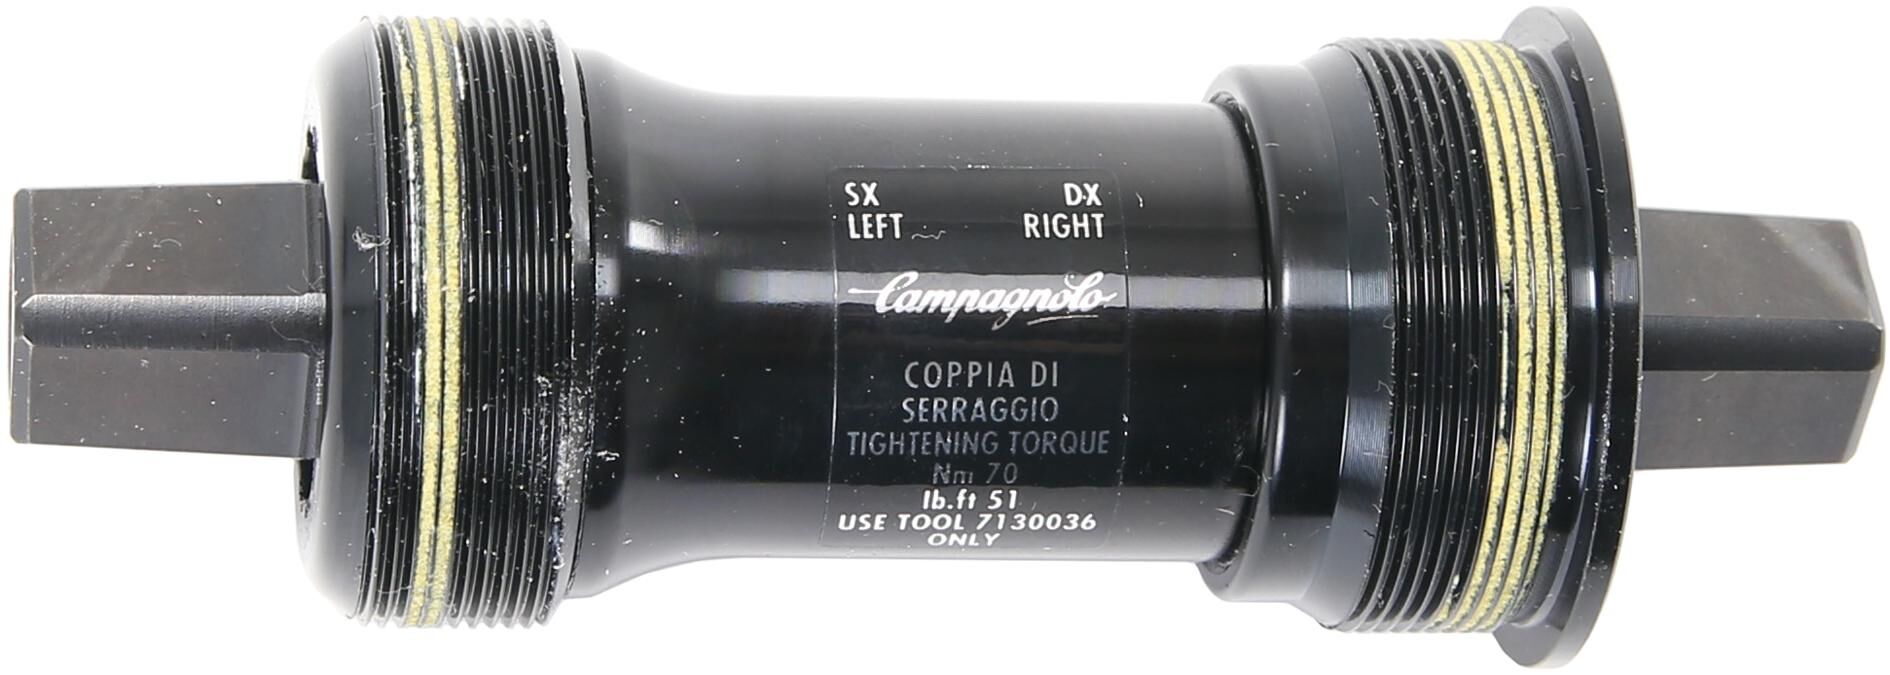 SX DX
LEFT RIGHT
Campagnolo
COPPIA DI
SERRAGGIO
TIGHTENING TORQUE
Nm 70
lb.ft 51
USE TOOL 7130036
ONLY